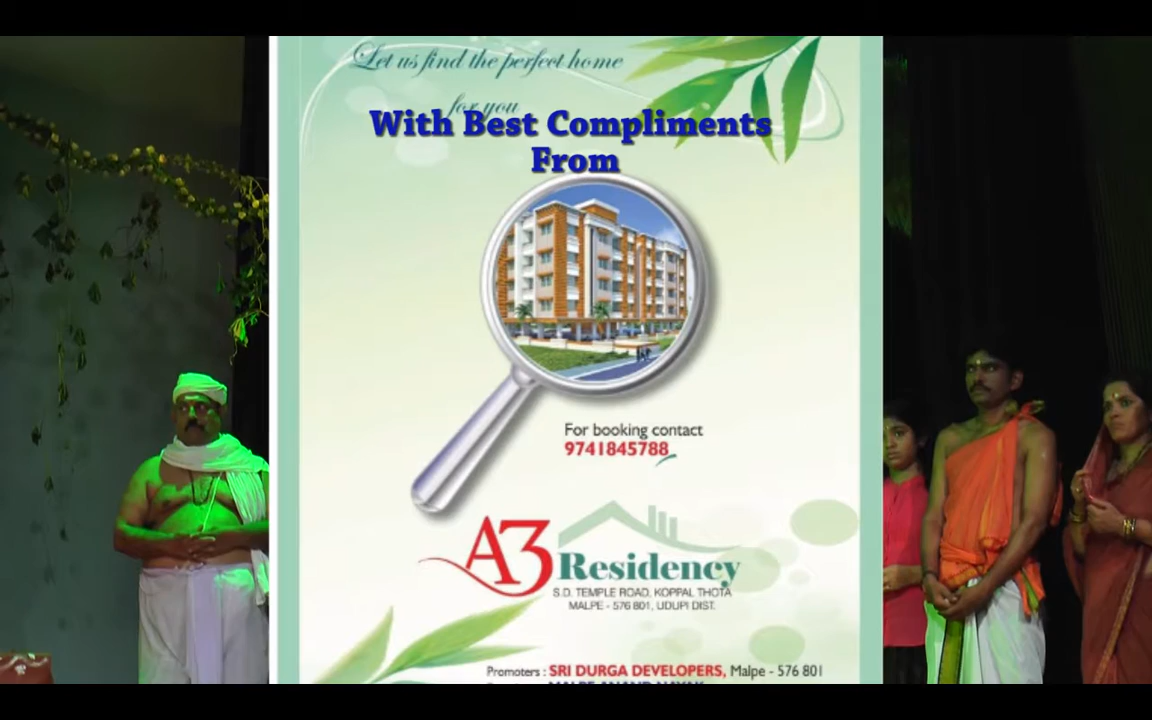 Let us find the perfect home
for you
With Best Compliments
From
For booking contact
9741845788
A3
Residency
S.D. TEMPLE ROAD, KOPPAL THOTA
MALPE - 576 801, UDUPI DIST.
Promoters : SRI DURGA DEVELOPERS, Malpe - 576 801